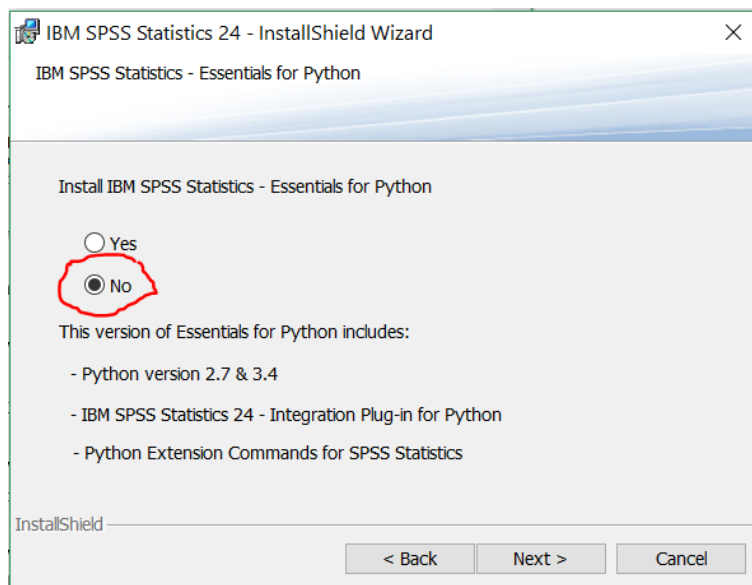 IBM SPSS Statistics 24 - InstallShield Wizard
IBM SPSS Statistics - Essentials for Python
Install IBM SPSS Statistics - Essentials for Python
Yes
No
This version of Essentials for Python includes:
- Python version 2.7 & 3.4
- IBM SPSS Statistics 24 - Integration Plug-in for Python
- Python Extension Commands for SPSS Statistics
InstallShield
< Back Next > Cancel